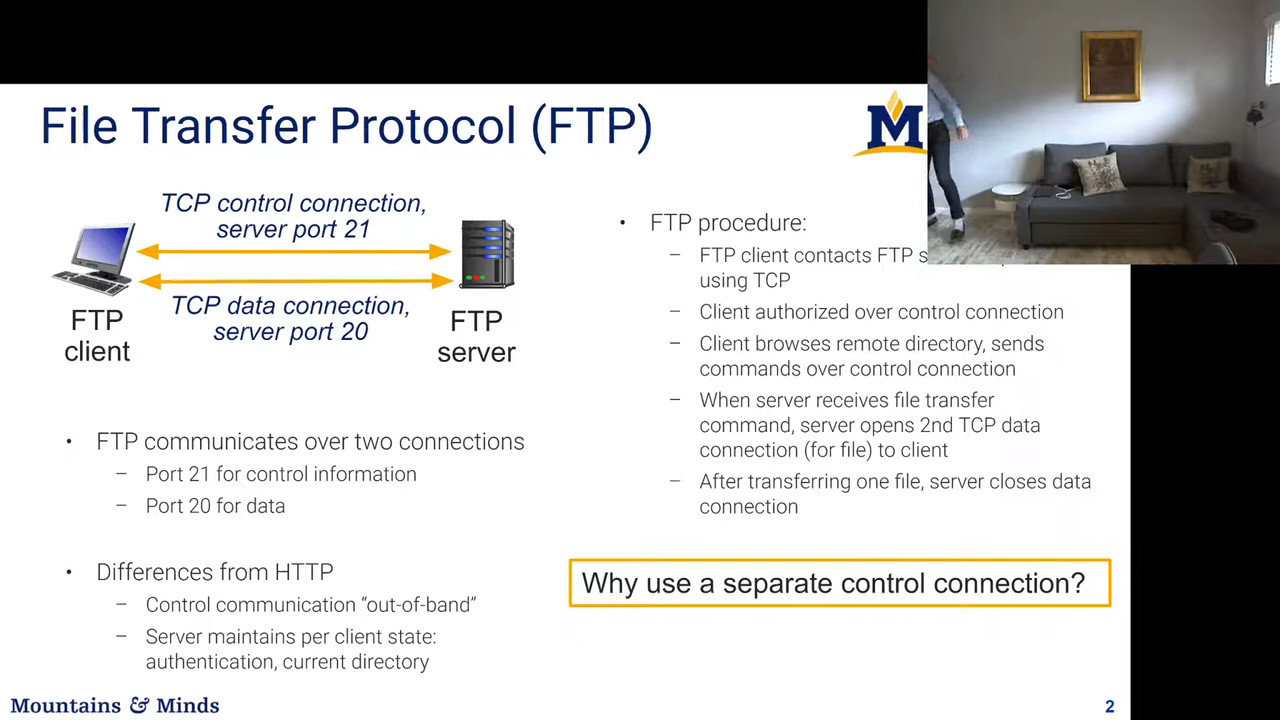 File Transfer Protocol (FTP)
M
TCP control connection,
server port 21
TCP data connection,
server port 20
FTP
client
FTP
server
• FTP communicates over two connections
– Port 21 for control information
– Port 20 for data
• Differences from HTTP
– Control communication “out-of-band”
– Server maintains per client state:
authentication, current directory
• FTP procedure:
– FTP client contacts FTP
using TCP
– Client authorized over control connection
– Client browses remote directory, sends
commands over control connection
– When server receives file transfer
command, server opens 2nd TCP data
connection (for file) to client
– After transferring one file, server closes data
connection
Why use a separate control connection?
Mountains & Minds
2